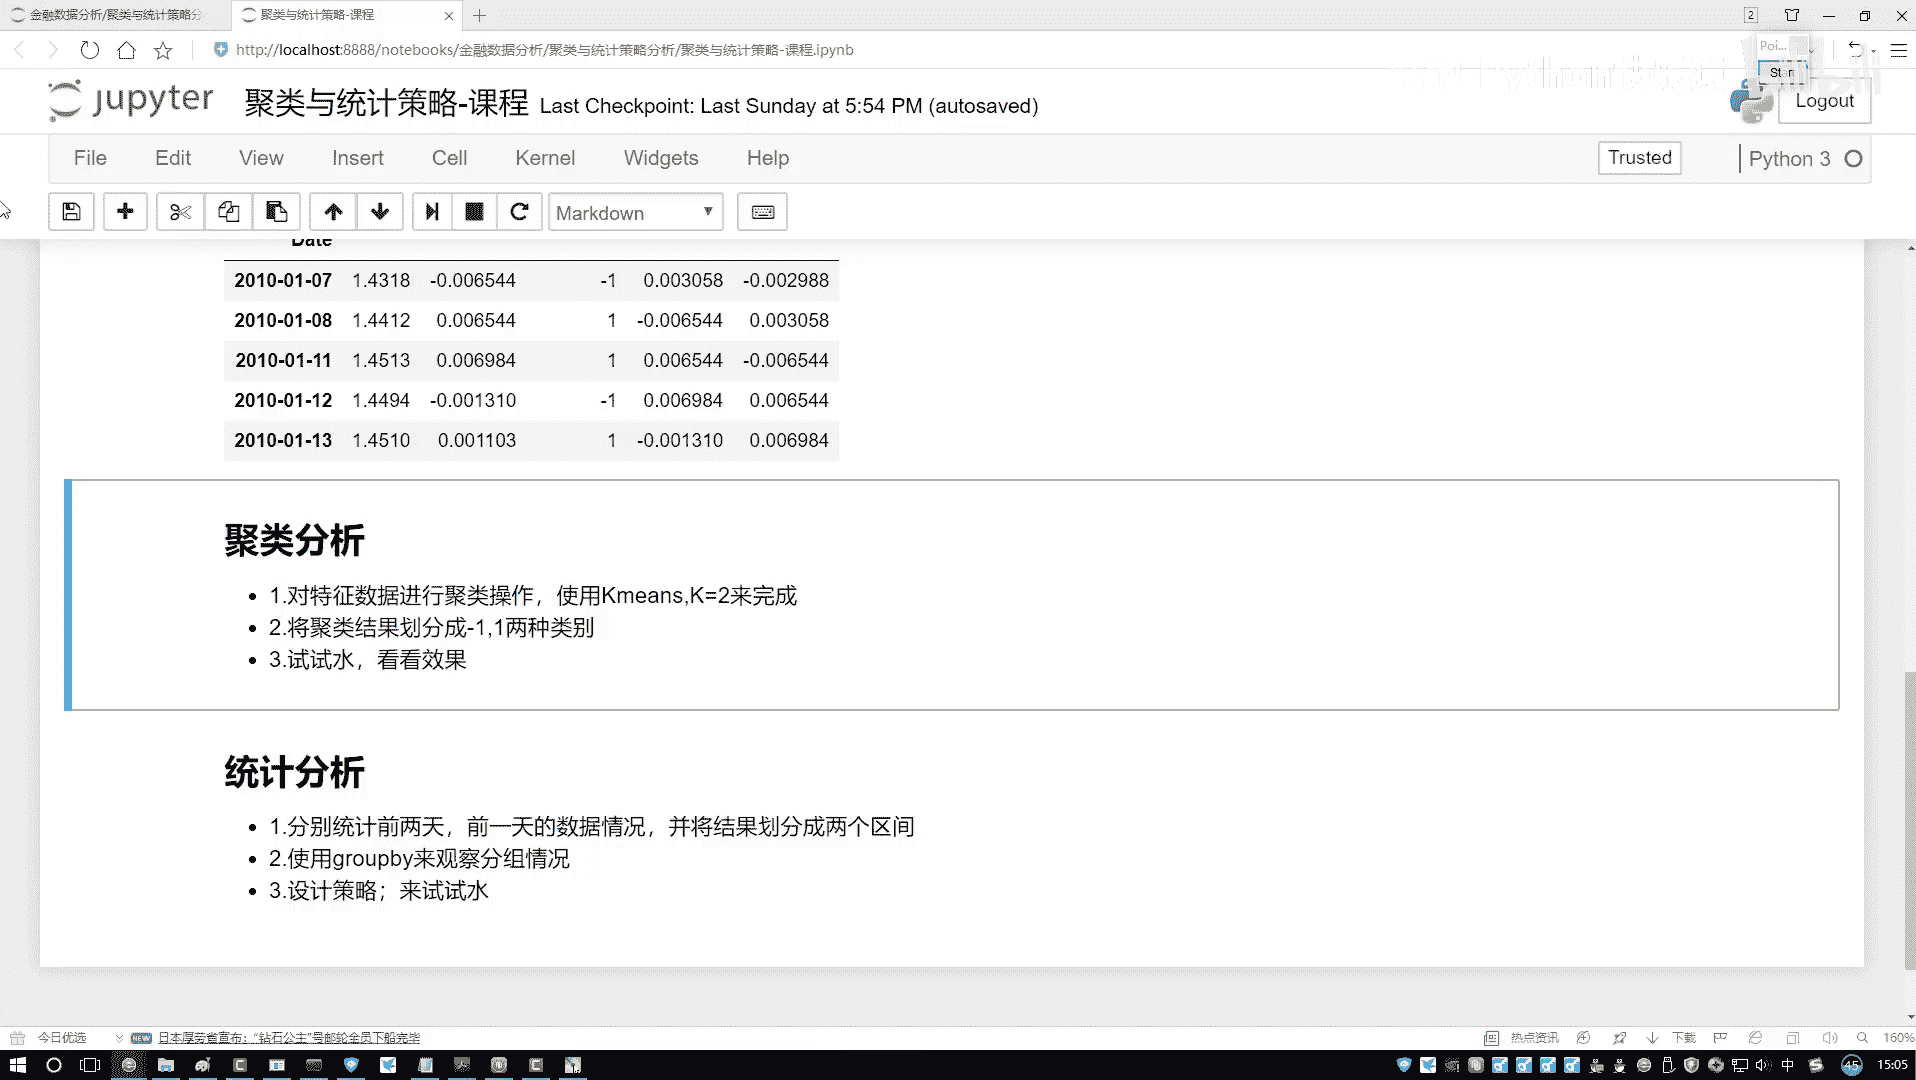 金融数据分析/聚类与统计策略分
聚类与统计策略-课程
2
http://localhost:8888/notebooks/金融数据分析/聚类与统计策略分析/聚类与统计策略-课程.ipynb
Poi...
Start
jupyter 聚类与统计策略-课程 Last Checkpoint: Last Sunday at 5:54 PM (autosaved)
Logout
File Edit View Insert Cell Kernel Widgets Help
Trusted
Python 3
Markdown
Date
2010-01-07 1.4318 -0.006544 -1 0.003058 -0.002988
2010-01-08 1.4412 0.006544 1 -0.006544 0.003058
2010-01-11 1.4513 0.006984 1 0.006544 -0.006544
2010-01-12 1.4494 -0.001310 -1 0.006984 0.006544
2010-01-13 1.4510 0.001103 1 -0.001310 0.006984
聚类分析
1.对特征数据进行聚类操作，使用Kmeans,K=2来完成
2.将聚类结果划分成-1,1两种类别
3.试试水，看看效果
统计分析
1.分别统计前两天，前一天的数据情况，并将结果划分成两个区间
2.使用groupby来观察分组情况
3.设计策略；来试试水
今日优选
NEW
日本厚劳省宣布：“钻石公主”号邮轮全员下船完毕
热点资讯
下载
160%
中
45
15:05